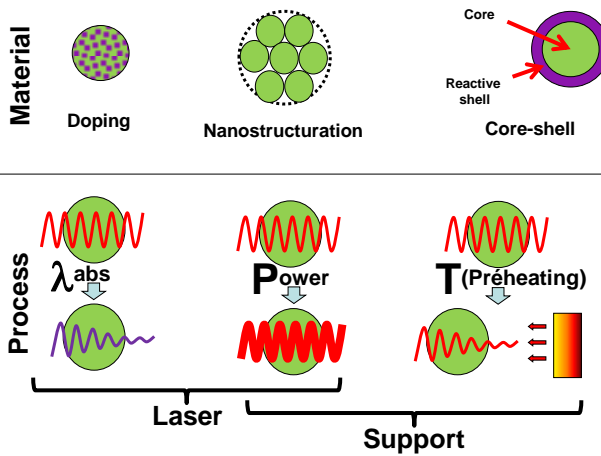 Material
Doping
Nanostructuration
Core
Reactive
shell
Core-shell
Process
λabs
Power
T(Préheating)
Laser
Support